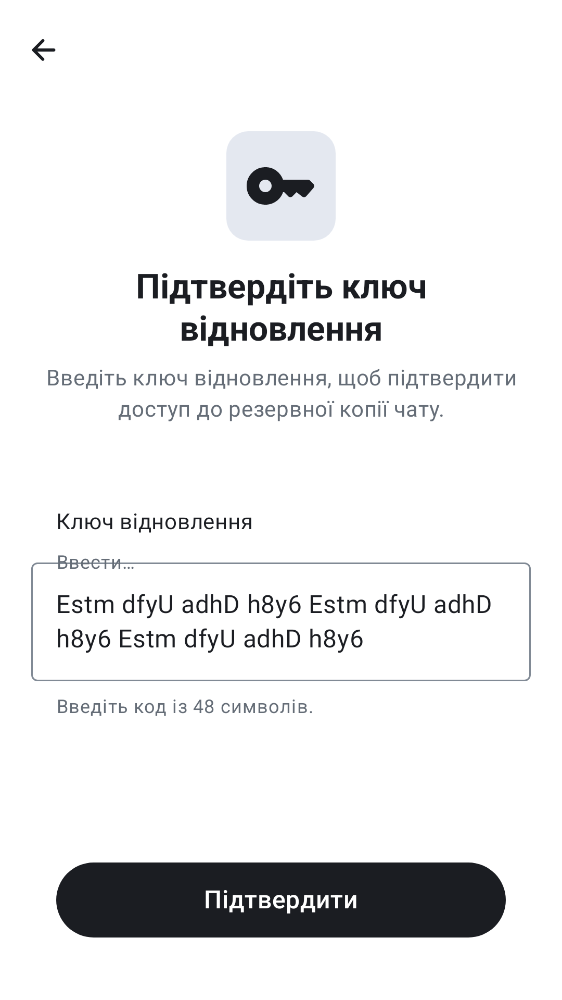 Підтвердіть ключ
відновлення
Введіть ключ відновлення, щоб підтвердити
доступ до резервної копії чату.
Ключ відновлення
Ввести...
Estm dfyU adhD h8y6 Estm dfyU adhD
h8y6 Estm dfyU adhD h8y6
Введіть код із 48 символів.
Підтвердити